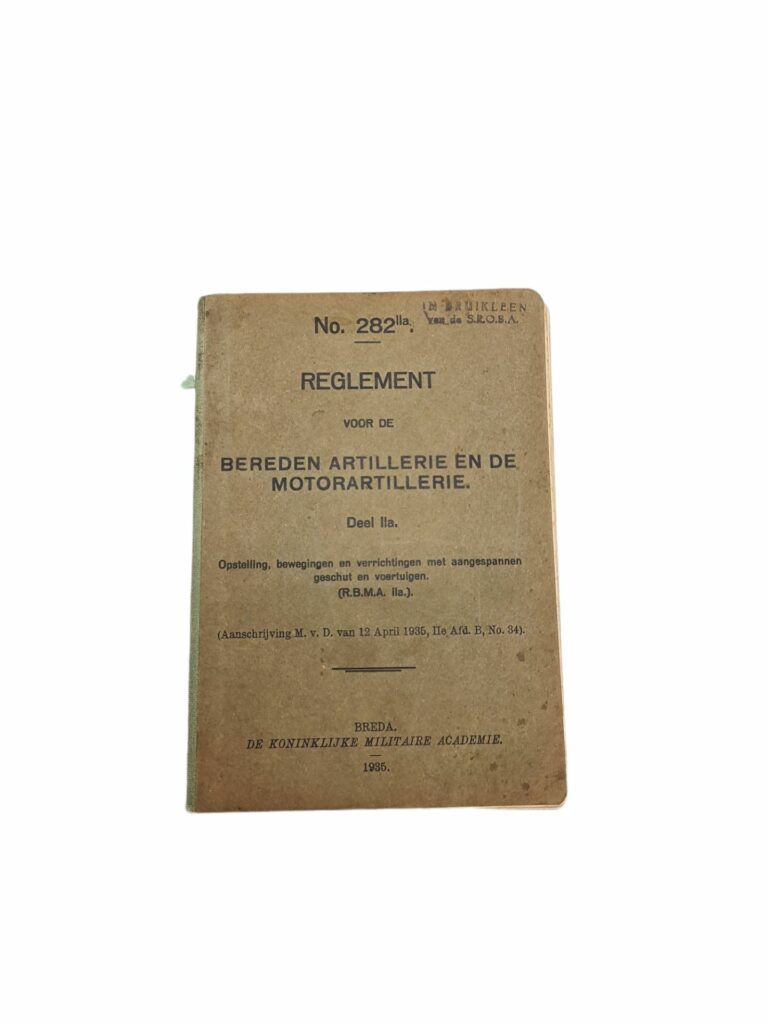 IN BRUIKLEEN
van de S.R.O.B.A.
No. 282IIa.
REGLEMENT
VOOR DE
BEREDEN ARTILLERIE EN DE
MOTORARTILLERIE.
Deel IIa.
Opstelling, bewegingen en verrichtingen met aangespannen
geschut en voertuigen.
(R.B.M.A. IIa.).
(Aanschrijving M. v. D. van 12 April 1935, IIe Afd. B, No. 34).
BREDA.
DE KONINKLIJKE MILITAIRE ACADEMIE.
1935.